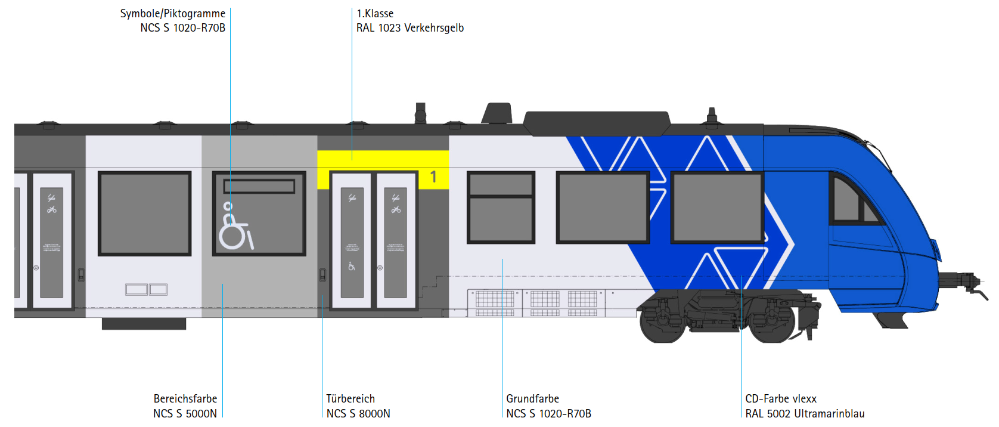 Symbole/Piktogramme
NCS S 1020-R70B
1.Klasse
RAL 1023 Verkehrsgelb
1
Bereichsfarbe
NCS S 5000N
Türbereich
NCS S 8000N
Grundfarbe
NCS S 1020-R70B
CD-Farbe vlexx
RAL 5002 Ultramarinblau